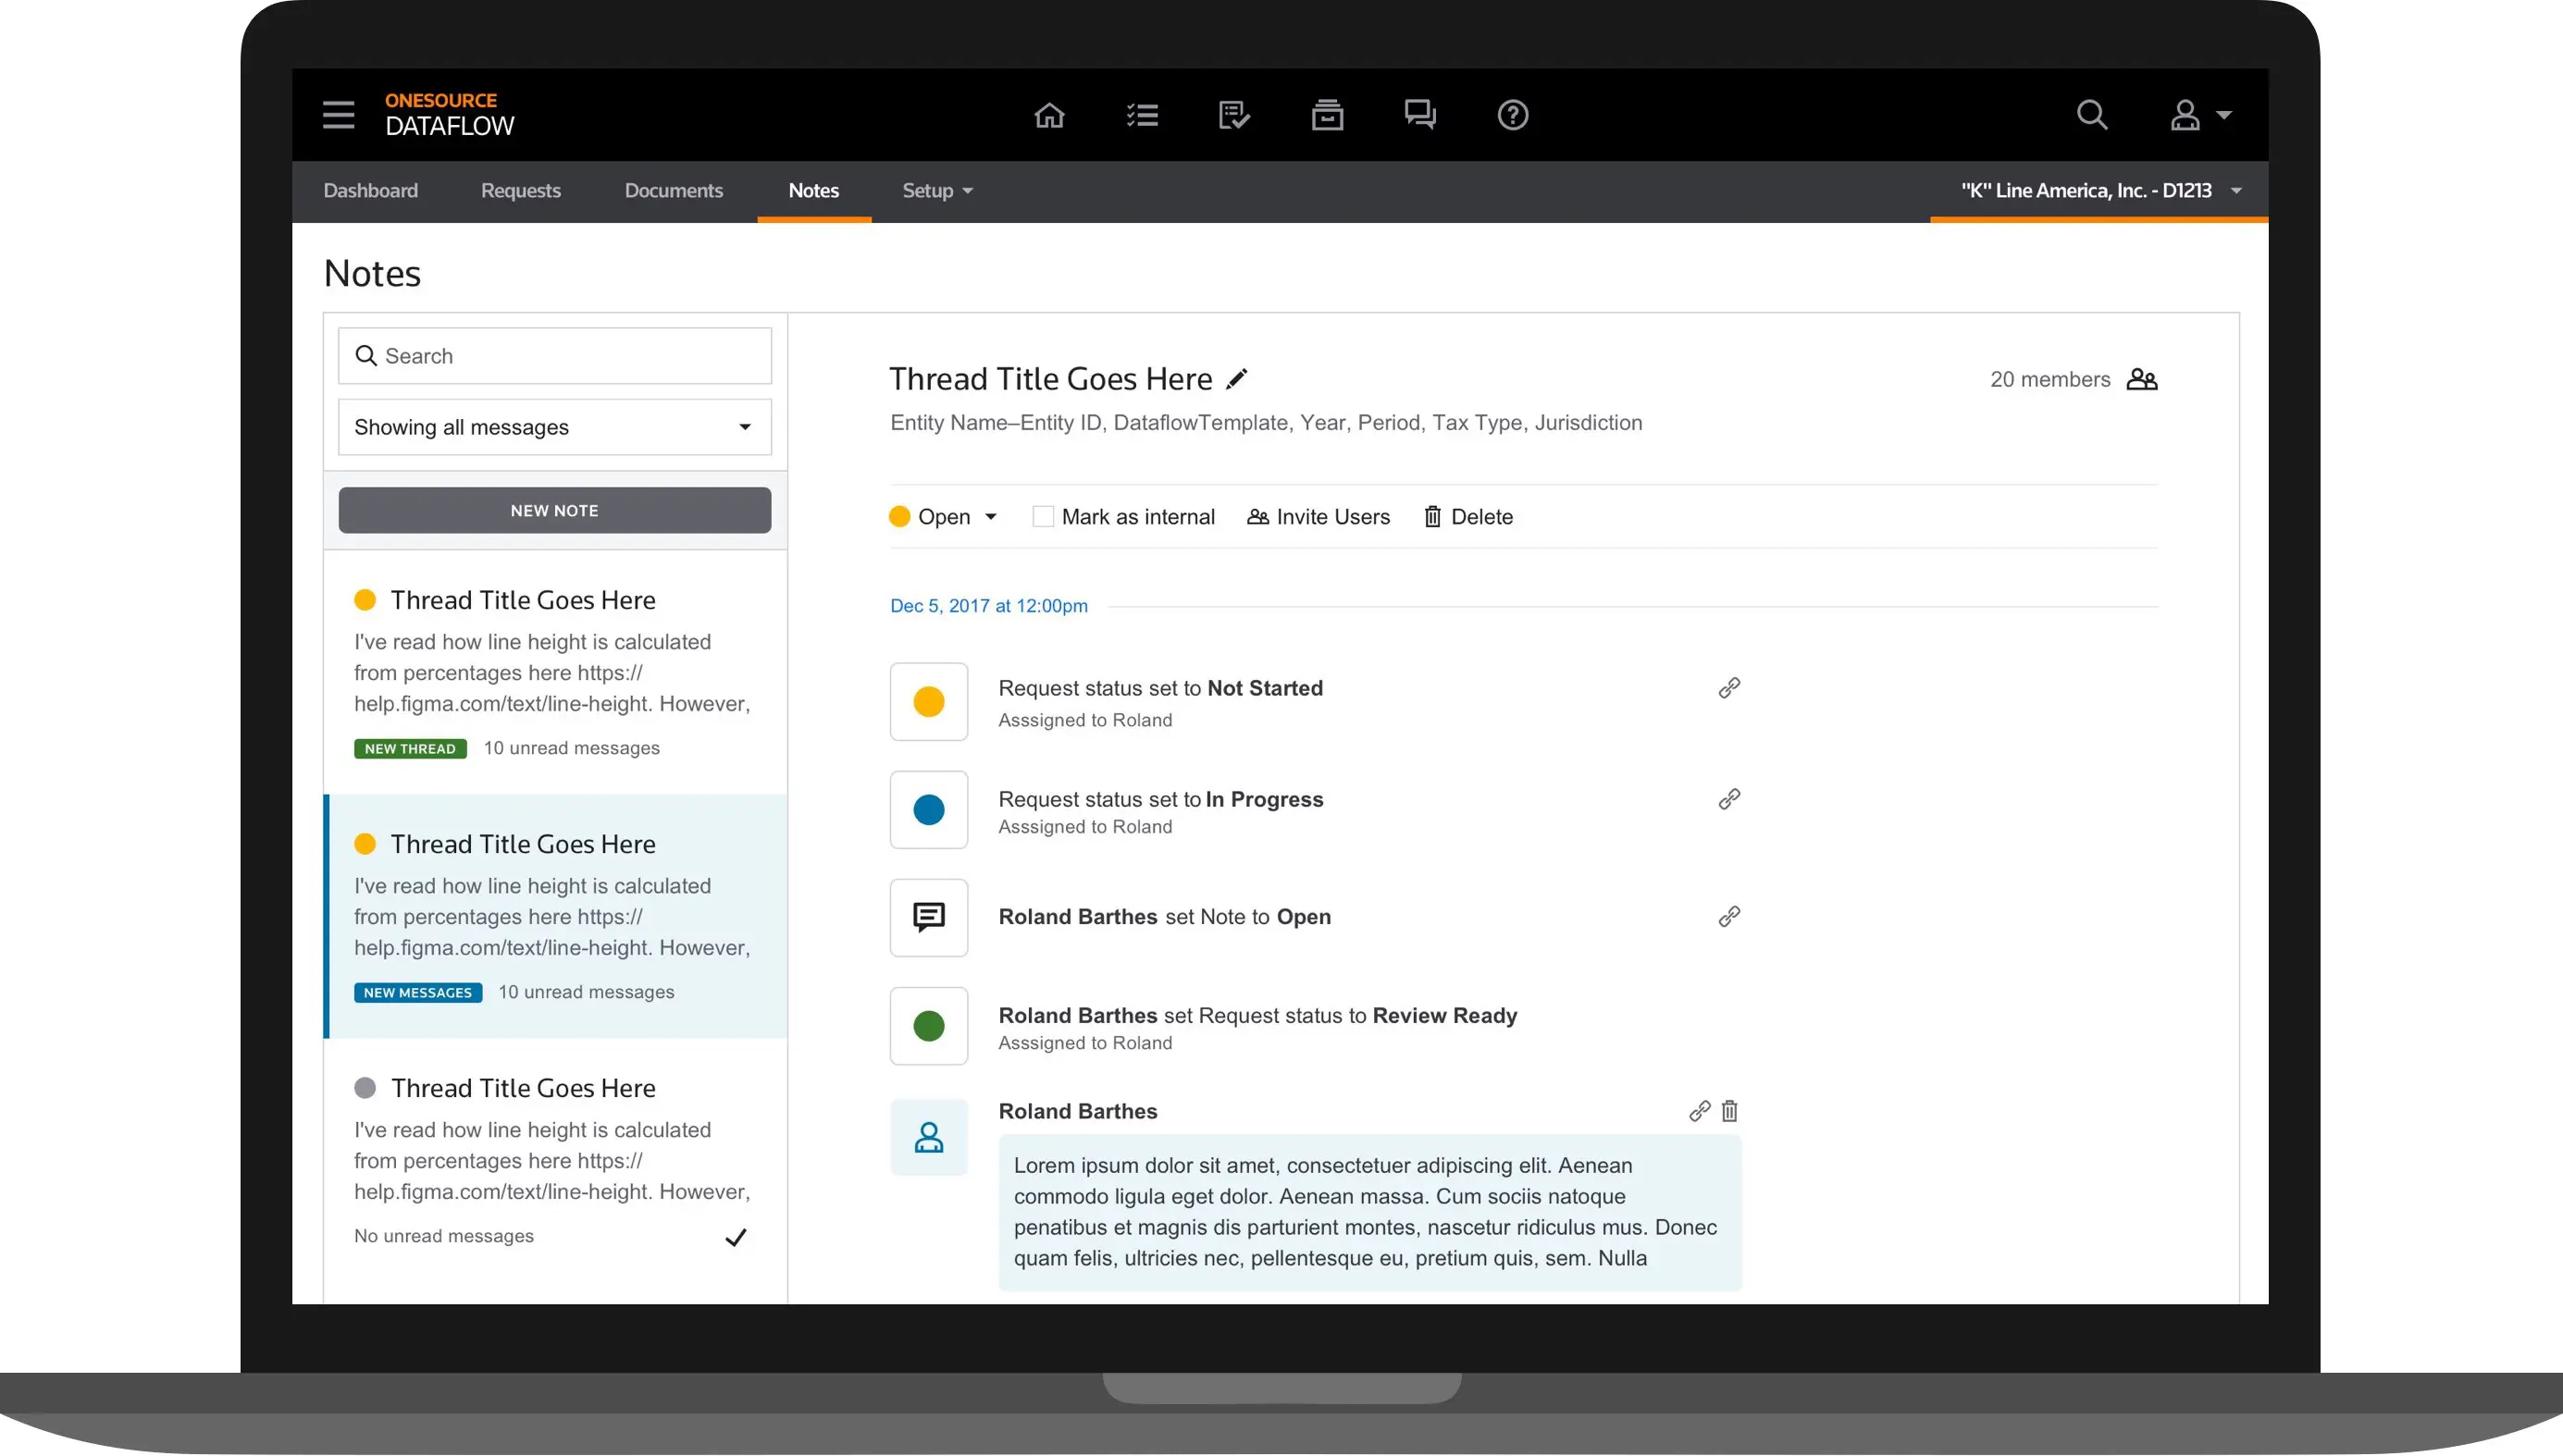 ONESOURCE
DATAFLOW
Dashboard
Requests
Documents
Notes
Setup
"K" Line America, Inc. - D1213
Notes
Search
Showing all messages
NEW NOTE
Thread Title Goes Here
I've read how line height is calculated
from percentages here https://
help.figma.com/text/line-height. However,
NEW THREAD 10 unread messages
Thread Title Goes Here
I've read how line height is calculated
from percentages here https://
help.figma.com/text/line-height. However,
NEW MESSAGES 10 unread messages
Thread Title Goes Here
I've read how line height is calculated
from percentages here https://
help.figma.com/text/line-height. However,
No unread messages
Thread Title Goes Here
20 members
Entity Name–Entity ID, DataflowTemplate, Year, Period, Tax Type, Jurisdiction
Open
Mark as internal
Invite Users
Delete
Dec 5, 2017 at 12:00pm
Request status set to Not Started
Asssigned to Roland
Request status set to In Progress
Asssigned to Roland
Roland Barthes set Note to Open
Roland Barthes set Request status to Review Ready
Asssigned to Roland
Roland Barthes
Lorem ipsum dolor sit amet, consectetuer adipiscing elit. Aenean
commodo ligula eget dolor. Aenean massa. Cum sociis natoque
penatibus et magnis dis parturient montes, nascetur ridiculus mus. Donec
quam felis, ultricies nec, pellentesque eu, pretium quis, sem. Nulla